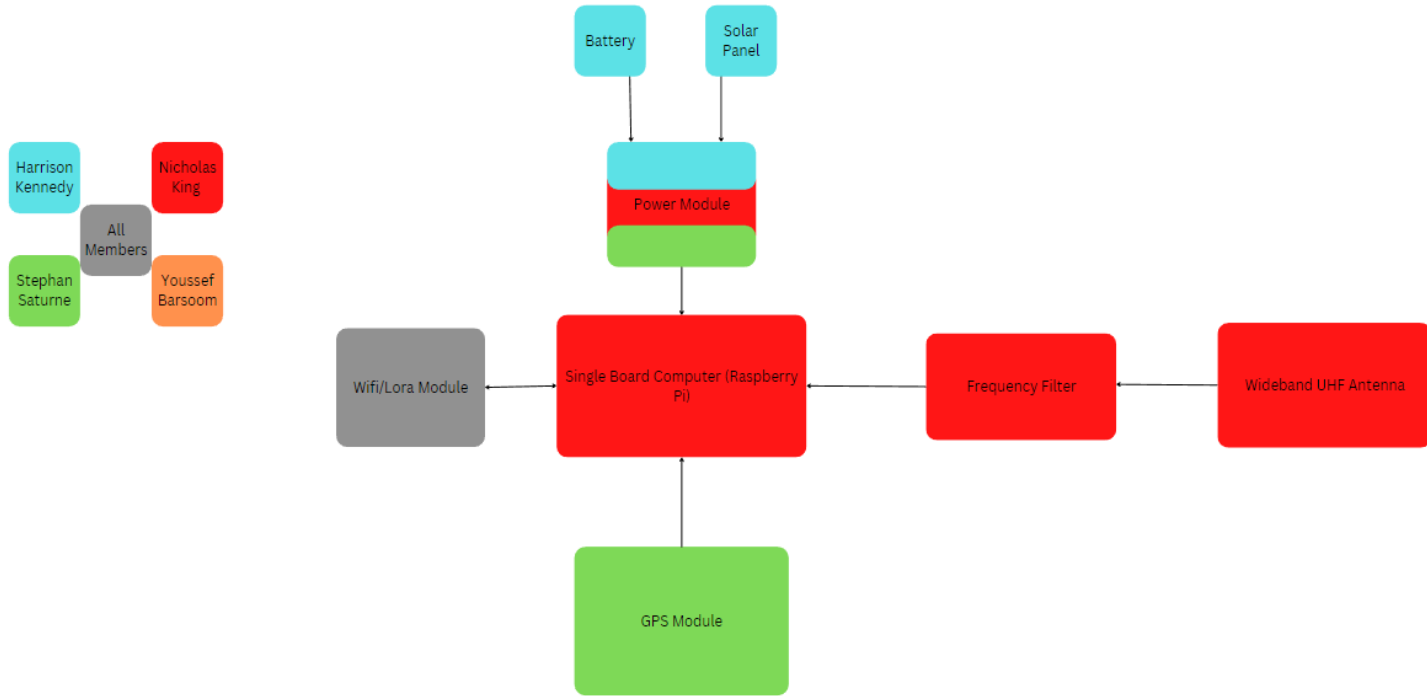 Battery
Solar
Panel
Harrison
Kennedy
Nicholas
King
All
Members
Stephan
Saturne
Youssef
Barsoom
Power Module
Wifi/Lora Module
Single Board Computer (Raspberry
Pi)
Frequency Filter
Wideband UHF Antenna
GPS Module